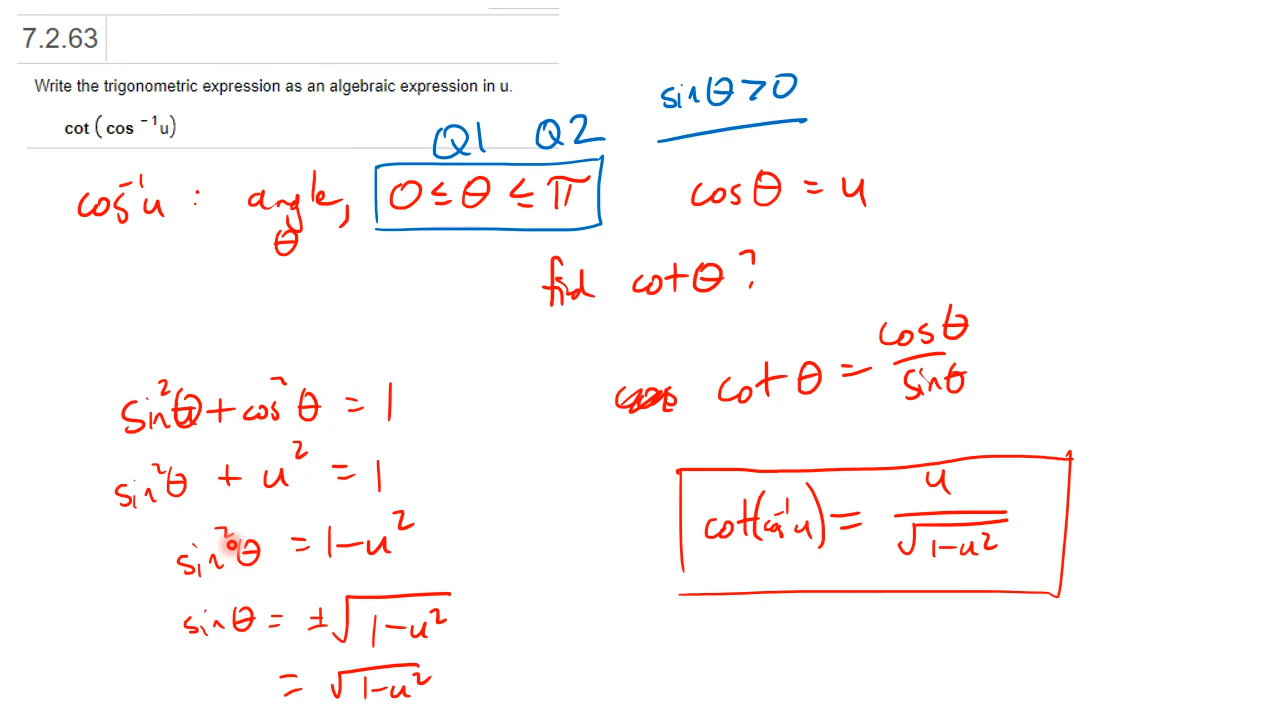 7.2.63
Write the trigonometric expression as an algebraic expression in u.
cot (cos ⁻¹u)
Q1 Q2
sinθ>0
cos⁻¹u : angle, 0 ≤ θ ≤ π
θ
cosθ = u
find cotθ?
cotθ = cosθ/sinθ
sin²θ + cos²θ = 1
sin²θ + u² = 1
sin²θ = 1-u²
sinθ = ±√(1-u²)
= √(1-u²)
cot(cos⁻¹u) = u/√(1-u²)